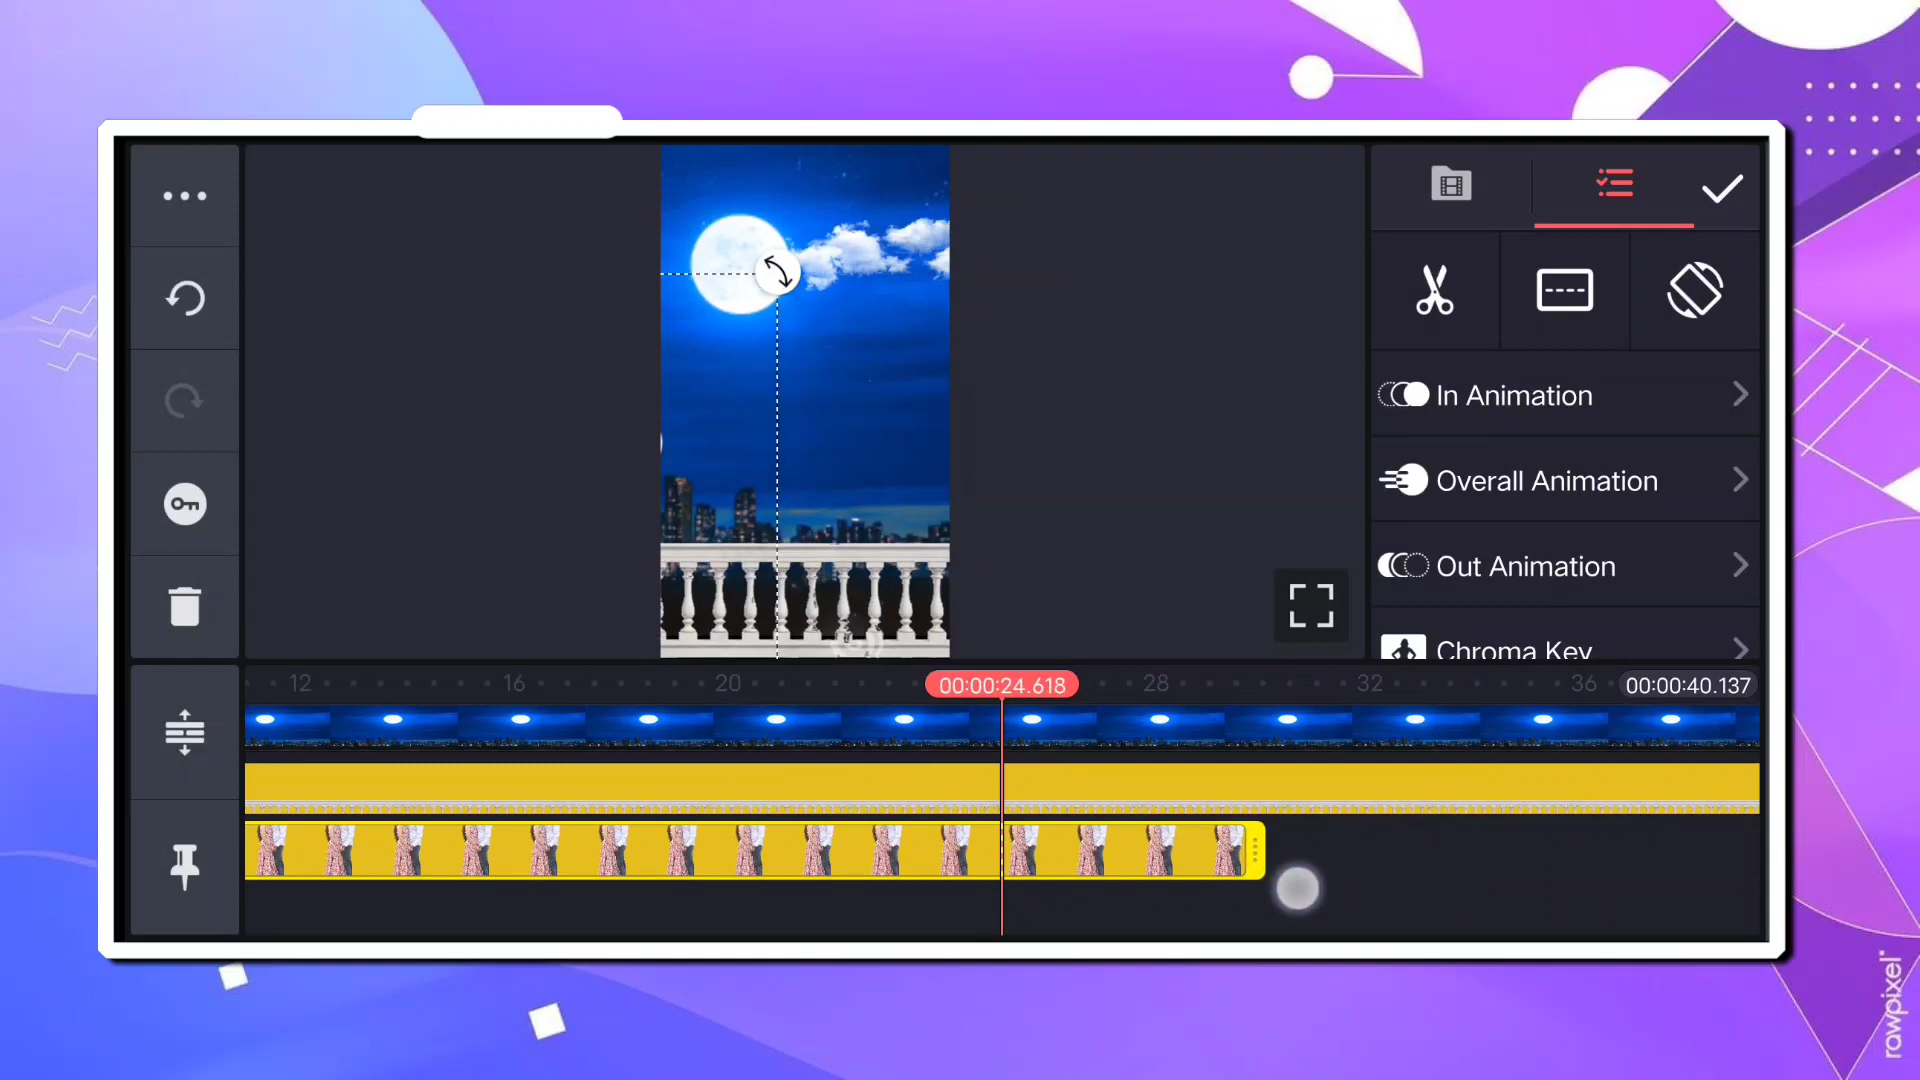 In Animation
Overall Animation
Out Animation
Chroma Key
12
16
20
00:00:24.618
28
32
36
00:00:40.137
rawpixel